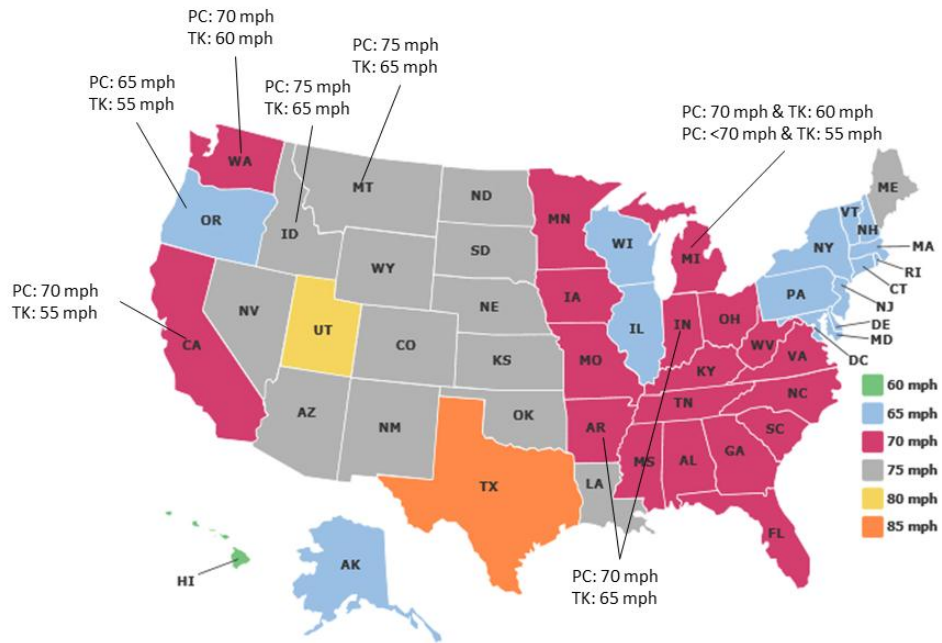 PC: 70 mph
TK: 60 mph
PC: 75 mph
TK: 65 mph
PC: 65 mph
TK: 55 mph
PC: 75 mph
TK: 65 mph
PC: 70 mph & TK: 60 mph
PC: <70 mph & TK: 55 mph
WA
MT
ND
MN
ME
OR
ID
SD
WI
MI
VT
NH
NY
MA
WY
RI
CT
PC: 70 mph
TK: 55 mph
NV
NE
IA
PA
NJ
CA
UT
CO
IL
IN
OH
DE
MD
KS
MO
WV
VA
DC
KY
60 mph
AZ
NM
OK
AR
TN
NC
65 mph
SC
70 mph
MS
AL
GA
75 mph
TX
LA
80 mph
FL
85 mph
HI
AK
PC: 70 mph
TK: 65 mph